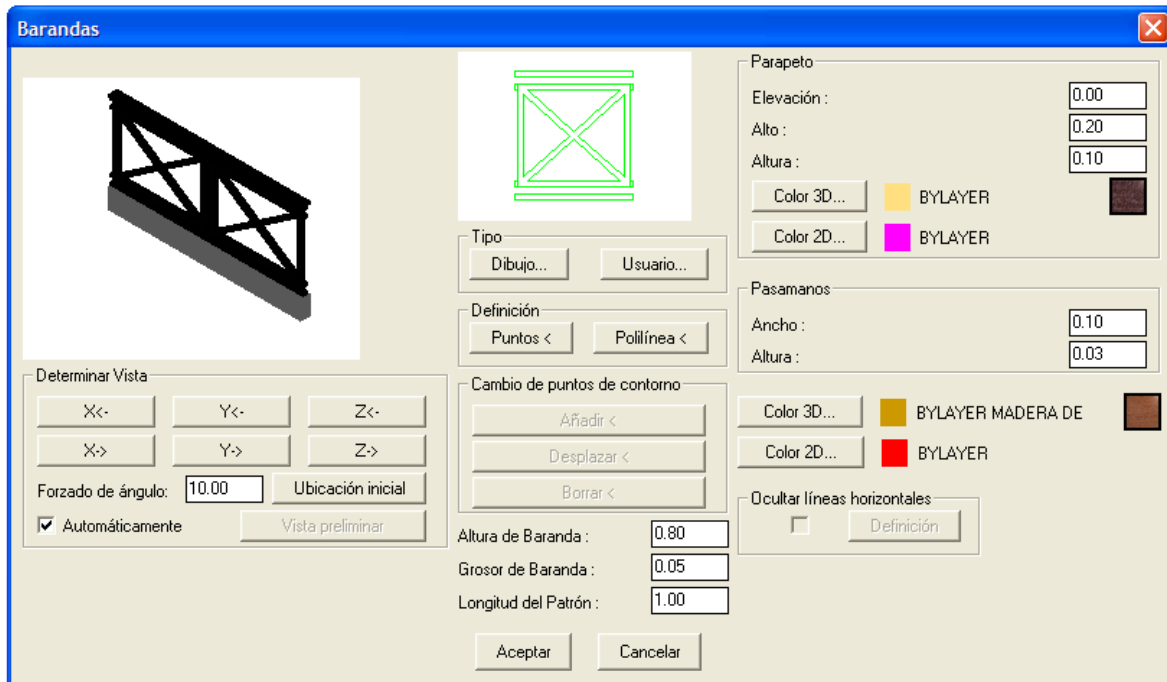 Barandas
Determinar Vista
X<-
Y<-
Z<-
X->
Y->
Z->
Forzado de ángulo:
10.00
Ubicación inicial
Automáticamente
Vista preliminar
Tipo
Dibujo...
Usuario...
Definición
Puntos <
Polilínea <
Cambio de puntos de contorno
Añadir <
Desplazar <
Borrar <
Altura de Baranda :
0.80
Grosor de Baranda :
0.05
Longitud del Patrón :
1.00
Aceptar
Cancelar
Parapeto
Elevación :
0.00
Alto :
0.20
Altura :
0.10
Color 3D...
BYLAYER
Color 2D...
BYLAYER
Pasamanos
Ancho :
0.10
Altura :
0.03
Color 3D...
BYLAYER MADERA DE
Color 2D...
BYLAYER
Ocultar líneas horizontales
Definición